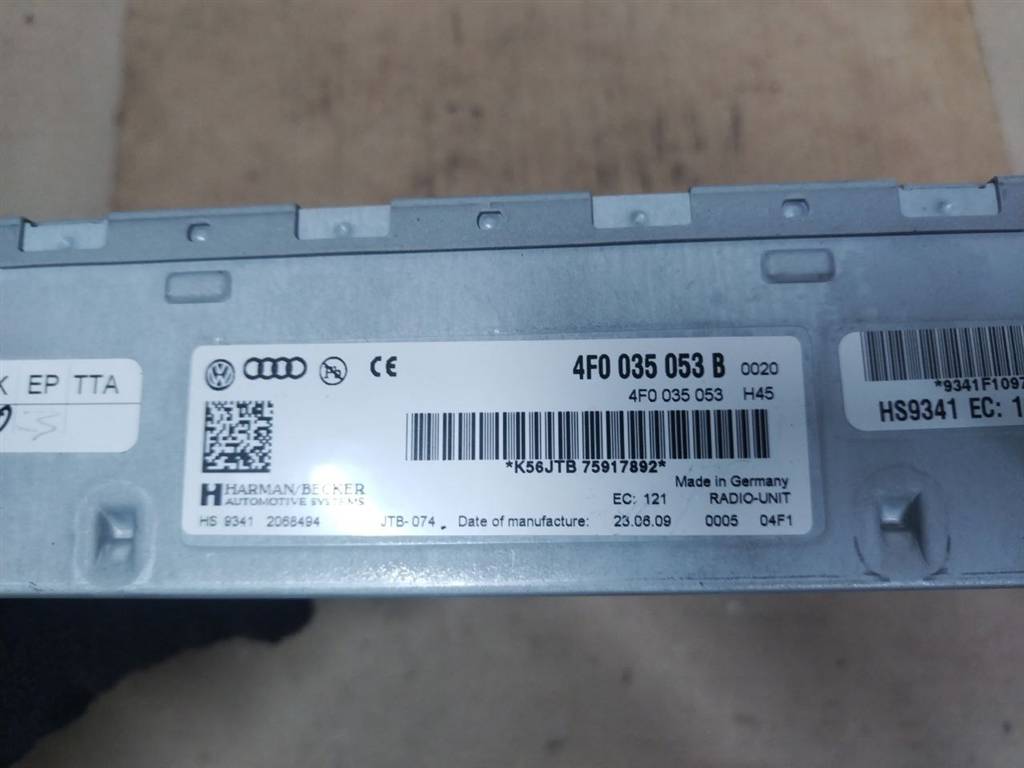 K EP TTA
4F0 035 053 B 0020
4F0 035 053 H45
*K56JTB 75917892*
Made in Germany
HARMAN/BECKER
AUTOMOTIVE SYSTEMS
EC: 121 RADIO-UNIT
HS 9341 2068494 JTB-074 Date of manufacture: 23.06.09 0005 04F1
*9341F1097
HS9341 EC: 1